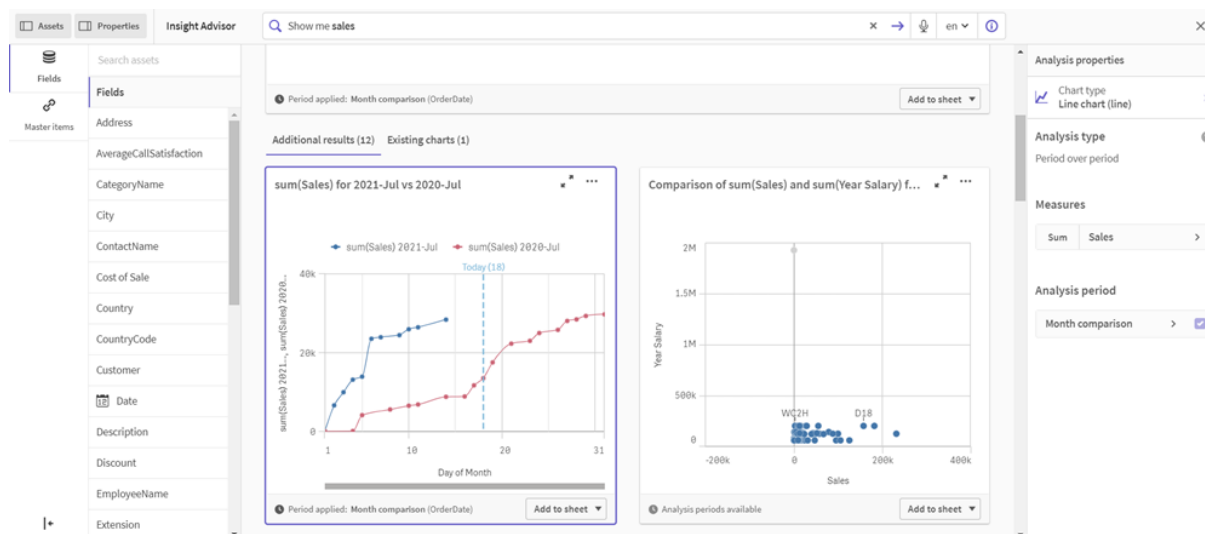 Assets
Properties
Insight Advisor
Show me sales
en
Fields
Master items
Search assets
Fields
Address
AverageCallSatisfaction
CategoryName
City
ContactName
Cost of Sale
Country
CountryCode
Customer
Date
Description
Discount
EmployeeName
Extension
Period applied: Month comparison (OrderDate)
Add to sheet
Additional results (12)
Existing charts (1)
sum(Sales) for 2021-Jul vs 2020-Jul
sum(Sales) 2021-Jul
sum(Sales) 2020-Jul
Today (18)
sum(Sales) 2021..., sum(Sales) 2020...
40k
20k
0
1
10
20
31
Day of Month
Period applied: Month comparison (OrderDate)
Add to sheet
Comparison of sum(Sales) and sum(Year Salary) f...
Year Salary
2M
1.5M
1M
500k
0
WC2H
D18
-200k
0
200k
400k
Sales
Analysis periods available
Add to sheet
Analysis properties
Chart type
Line chart (line)
Analysis type
Period over period
Measures
Sum
Sales
Analysis period
Month comparison